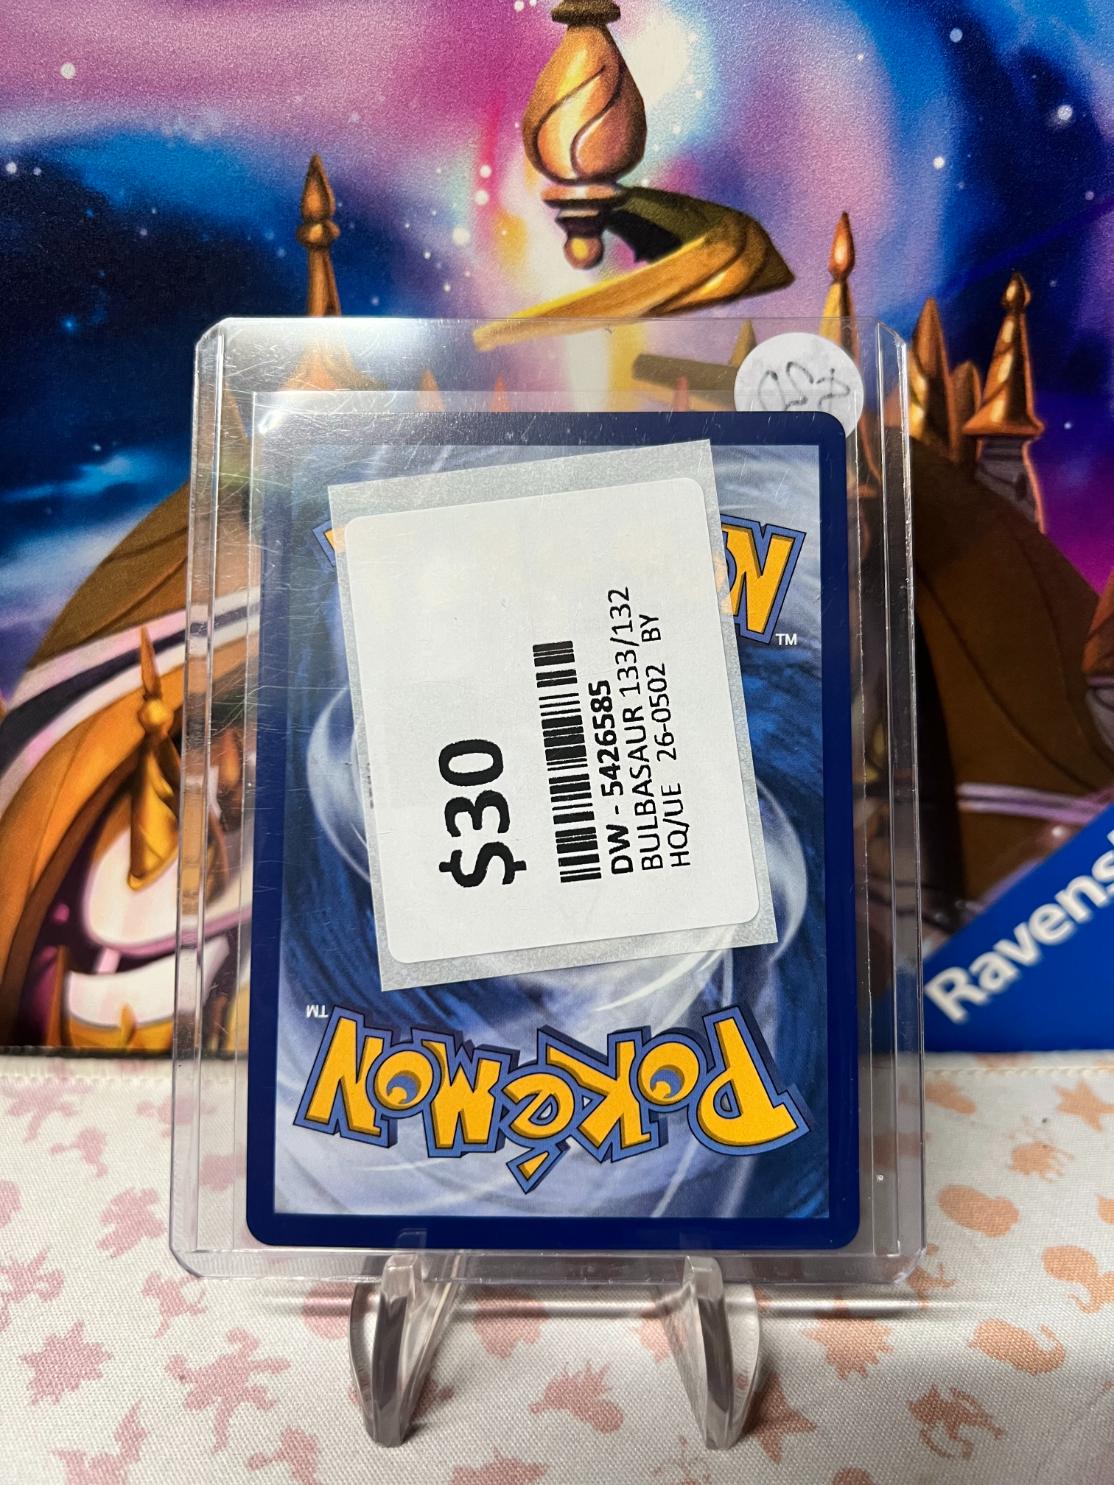 $30
DW - 5426585
BULBASAUR 133/132
HQ/UE 26-0502 BY
TM
POKéMON
TM
Ravens